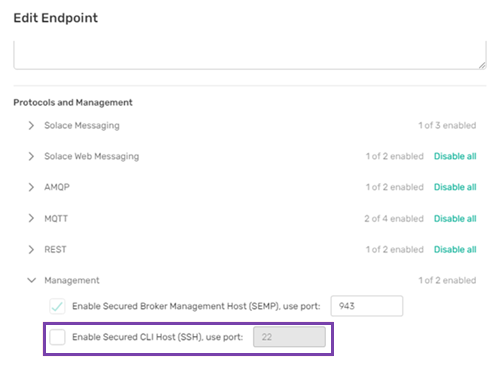 Edit Endpoint
Protocols and Management
Solace Messaging 1 of 3 enabled
Solace Web Messaging 1 of 2 enabled Disable all
AMQP 1 of 2 enabled Disable all
MQTT 2 of 4 enabled Disable all
REST 1 of 2 enabled Disable all
Management 1 of 2 enabled
Enable Secured Broker Management Host (SEMP), use port: 943
Enable Secured CLI Host (SSH), use port: 22